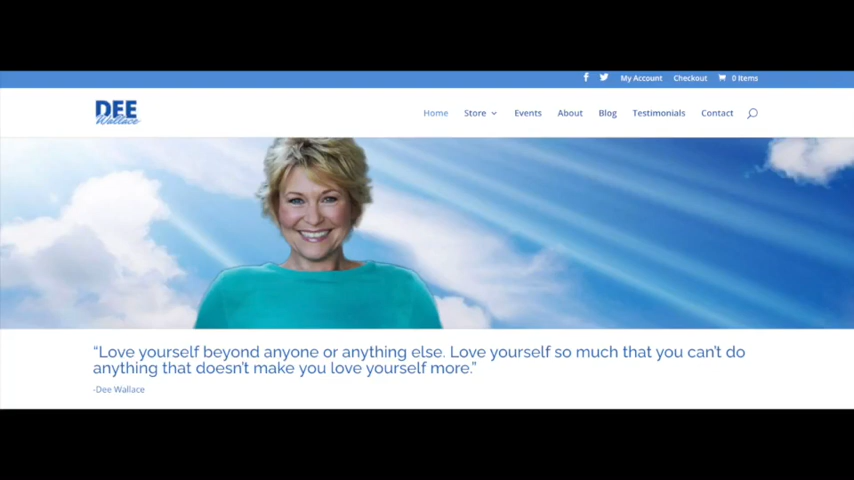 My Account Checkout 0 Items
DEE
Wallace
Home Store Events About Blog Testimonials Contact
“Love yourself beyond anyone or anything else. Love yourself so much that you can’t do
anything that doesn’t make you love yourself more.”
-Dee Wallace